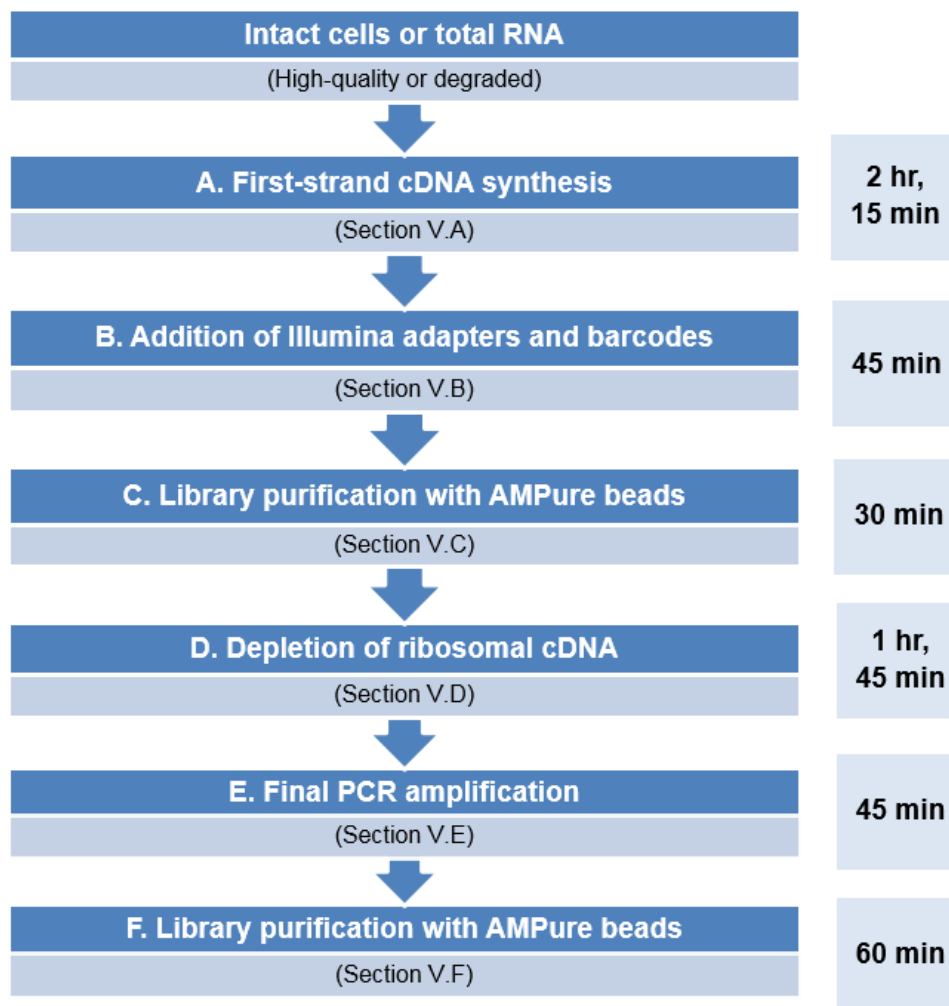 Intact cells or total RNA
(High-quality or degraded)
A. First-strand cDNA synthesis
(Section V.A)
2 hr,
15 min
B. Addition of Illumina adapters and barcodes
(Section V.B)
45 min
C. Library purification with AMPure beads
(Section V.C)
30 min
D. Depletion of ribosomal cDNA
(Section V.D)
1 hr,
45 min
E. Final PCR amplification
(Section V.E)
45 min
F. Library purification with AMPure beads
(Section V.F)
60 min